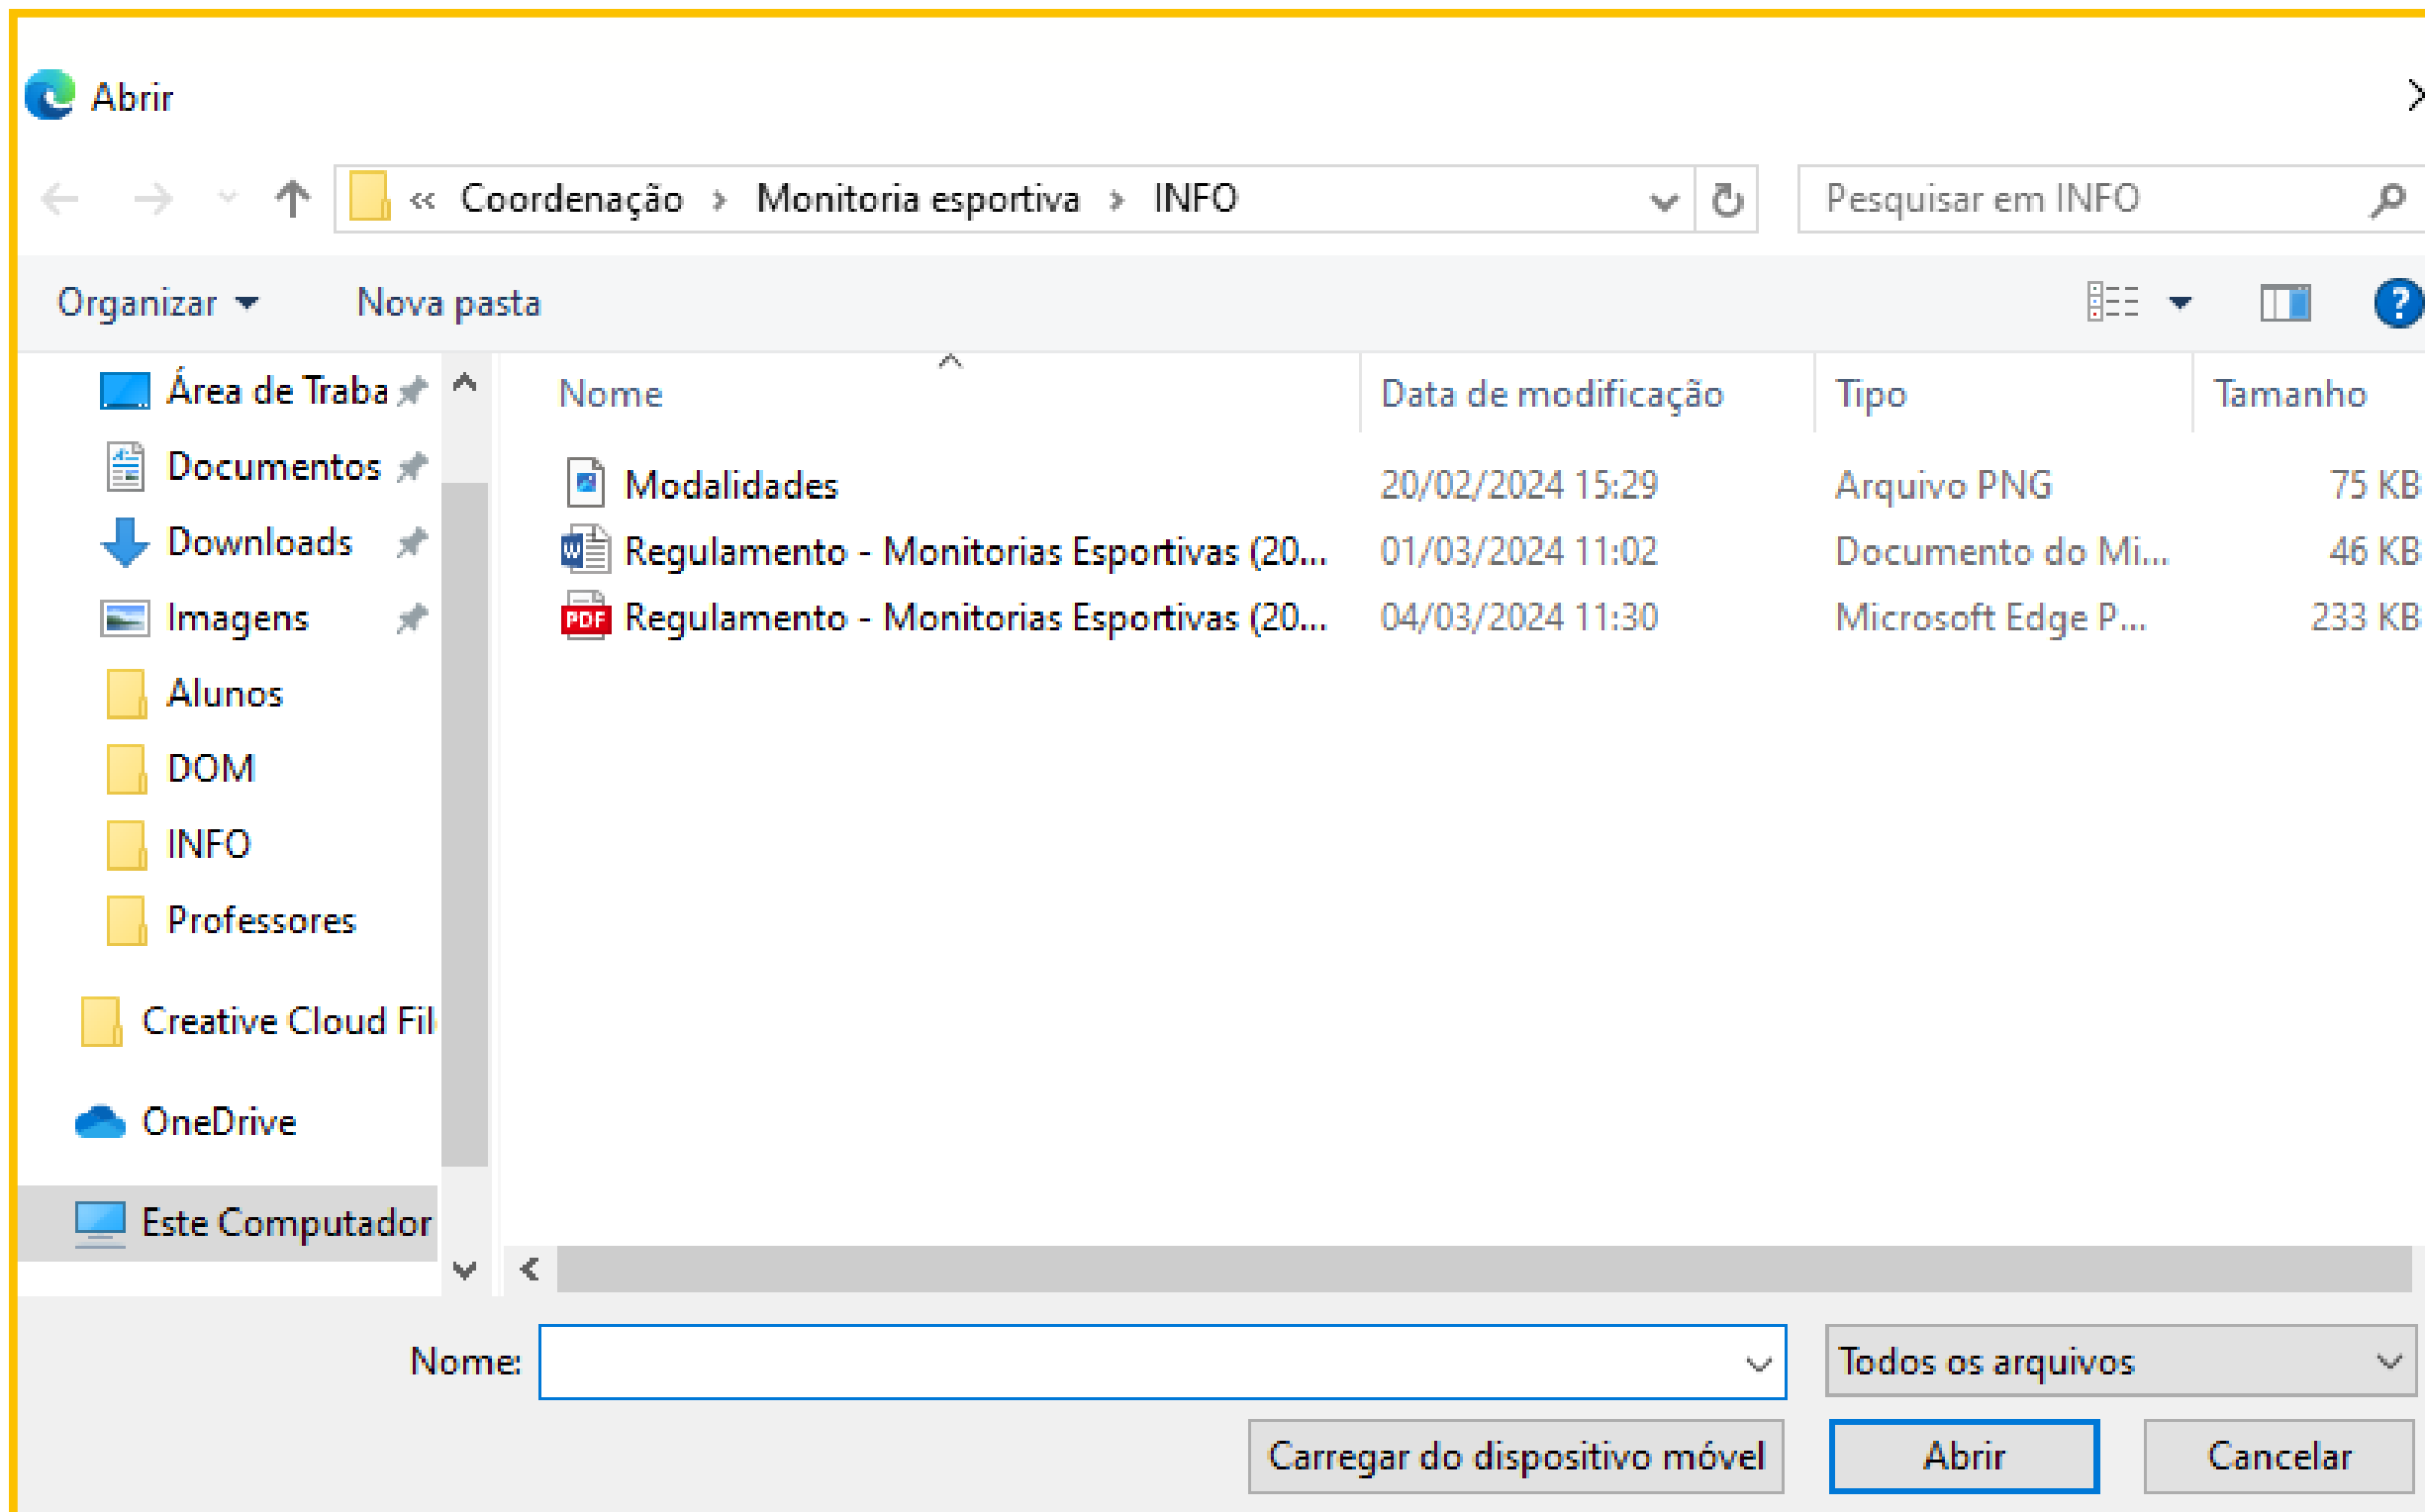 Abrir
« Coordenação › Monitoria esportiva › INFO
Pesquisar em INFO
Organizar
Nova pasta
?
Área de Traba
Documentos
Downloads
Imagens
Alunos
DOM
INFO
Professores
Creative Cloud Fil
OneDrive
Este Computador
Nome Data de modificação Tipo Tamanho
Modalidades 20/02/2024 15:29 Arquivo PNG 75 KB
W Regulamento - Monitorias Esportivas (20... 01/03/2024 11:02 Documento do Mi... 46 KB
PDF Regulamento - Monitorias Esportivas (20... 04/03/2024 11:30 Microsoft Edge P... 233 KB
Nome:
Todos os arquivos
Carregar do dispositivo móvel
Abrir
Cancelar